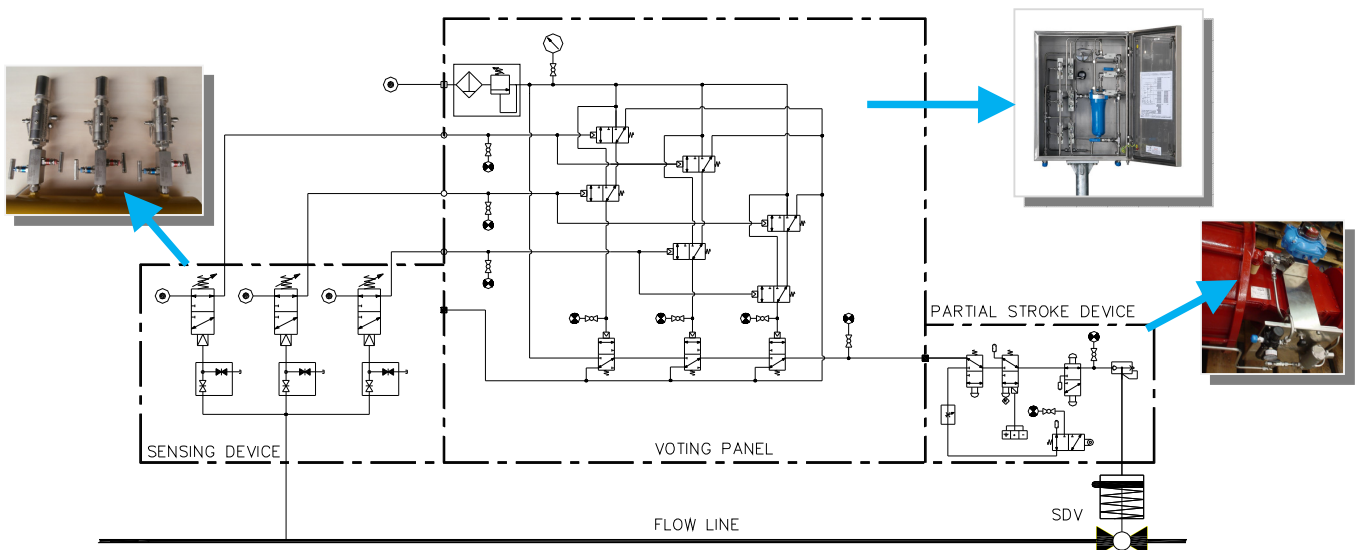 PARTIAL STROKE DEVICE
SENSING DEVICE
VOTING PANEL
SDV
FLOW LINE